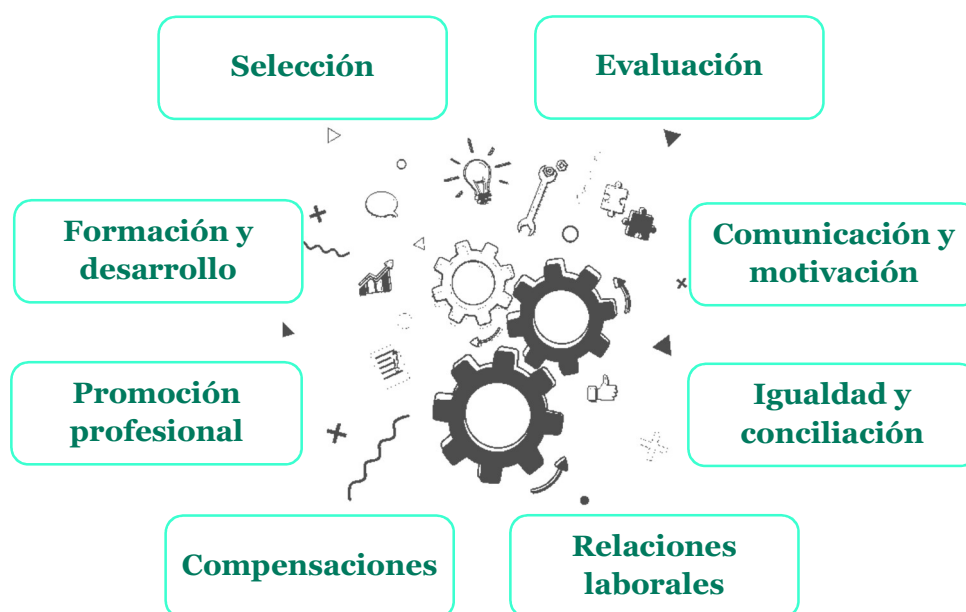 Selección
Evaluación
Formación y
desarrollo
Comunicación y
motivación
Promoción
profesional
Igualdad y
conciliación
Compensaciones
Relaciones
laborales